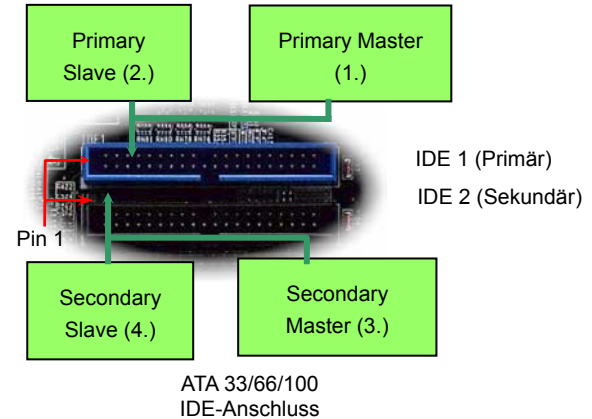 Primary
Slave (2.)
Primary Master
(1.)
IDE 1 (Primär)
IDE 2 (Sekundär)
Pin 1
Secondary
Slave (4.)
Secondary
Master (3.)
ATA 33/66/100
IDE-Anschluss